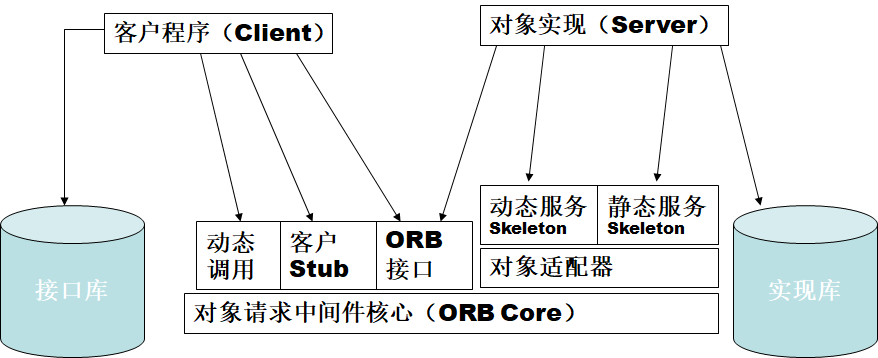 客户程序（Client）
对象实现（Server）
动态服务
Skeleton
静态服务
Skeleton
动态
调用
客户
Stub
ORB
接口
对象适配器
接口库
实现库
对象请求中间件核心（ORB Core）